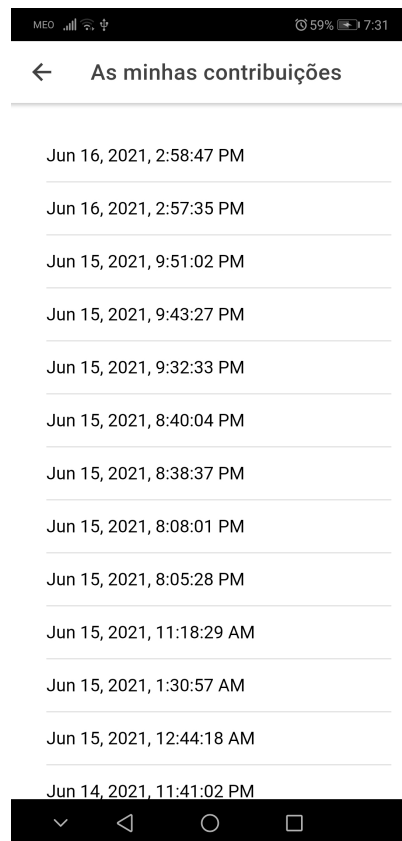 MEO 59% 7:31
As minhas contribuições
Jun 16, 2021, 2:58:47 PM
Jun 16, 2021, 2:57:35 PM
Jun 15, 2021, 9:51:02 PM
Jun 15, 2021, 9:43:27 PM
Jun 15, 2021, 9:32:33 PM
Jun 15, 2021, 8:40:04 PM
Jun 15, 2021, 8:38:37 PM
Jun 15, 2021, 8:08:01 PM
Jun 15, 2021, 8:05:28 PM
Jun 15, 2021, 11:18:29 AM
Jun 15, 2021, 1:30:57 AM
Jun 15, 2021, 12:44:18 AM
Jun 14, 2021, 11:41:02 PM